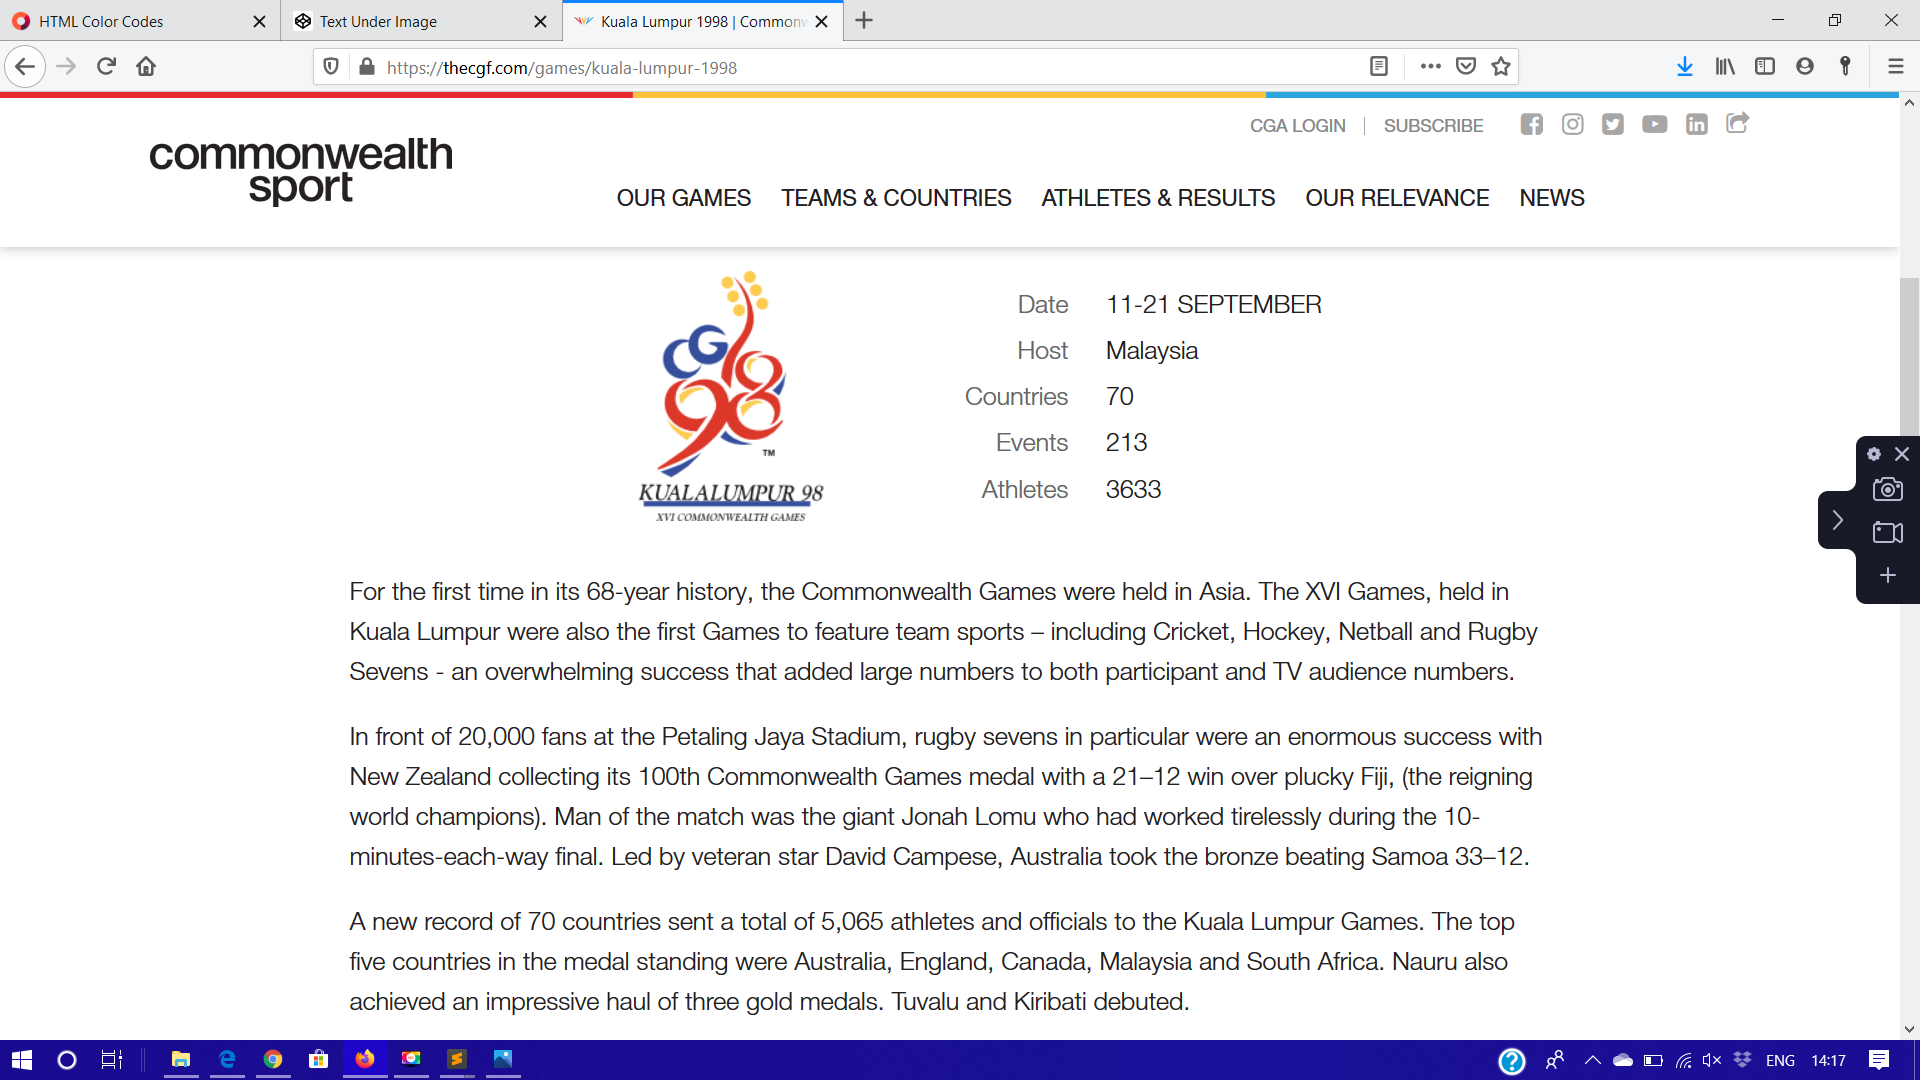 HTML Color Codes
Text Under Image
Kuala Lumpur 1998 | Commonw
https://thecgf.com/games/kuala-lumpur-1998
CGA LOGIN | SUBSCRIBE
commonwealth
sport
OUR GAMES TEAMS & COUNTRIES ATHLETES & RESULTS OUR RELEVANCE NEWS
CG
98
TM
KUALA LUMPUR 98
XVI COMMONWEALTH GAMES
Date 11-21 SEPTEMBER
Host Malaysia
Countries 70
Events 213
Athletes 3633
For the first time in its 68-year history, the Commonwealth Games were held in Asia. The XVI Games, held in
Kuala Lumpur were also the first Games to feature team sports – including Cricket, Hockey, Netball and Rugby
Sevens - an overwhelming success that added large numbers to both participant and TV audience numbers.
In front of 20,000 fans at the Petaling Jaya Stadium, rugby sevens in particular were an enormous success with
New Zealand collecting its 100th Commonwealth Games medal with a 21–12 win over plucky Fiji, (the reigning
world champions). Man of the match was the giant Jonah Lomu who had worked tirelessly during the 10-
minutes-each-way final. Led by veteran star David Campese, Australia took the bronze beating Samoa 33–12.
A new record of 70 countries sent a total of 5,065 athletes and officials to the Kuala Lumpur Games. The top
five countries in the medal standing were Australia, England, Canada, Malaysia and South Africa. Nauru also
achieved an impressive haul of three gold medals. Tuvalu and Kiribati debuted.
ENG 14:17